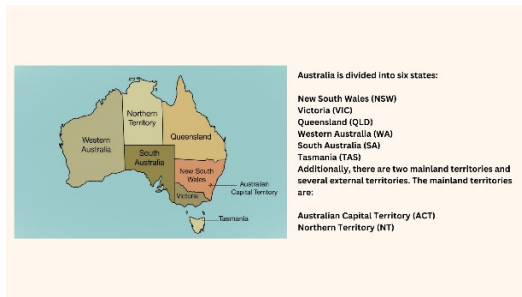 Northern
Territory
Western
Australia
Queensland
South
Australia
New South
Wales
Australian
Capital Territory
Victoria
Tasmania
Australia is divided into six states:
New South Wales (NSW)
Victoria (VIC)
Queensland (QLD)
Western Australia (WA)
South Australia (SA)
Tasmania (TAS)
Additionally, there are two mainland territories and
several external territories. The mainland territories
are:
Australian Capital Territory (ACT)
Northern Territory (NT)